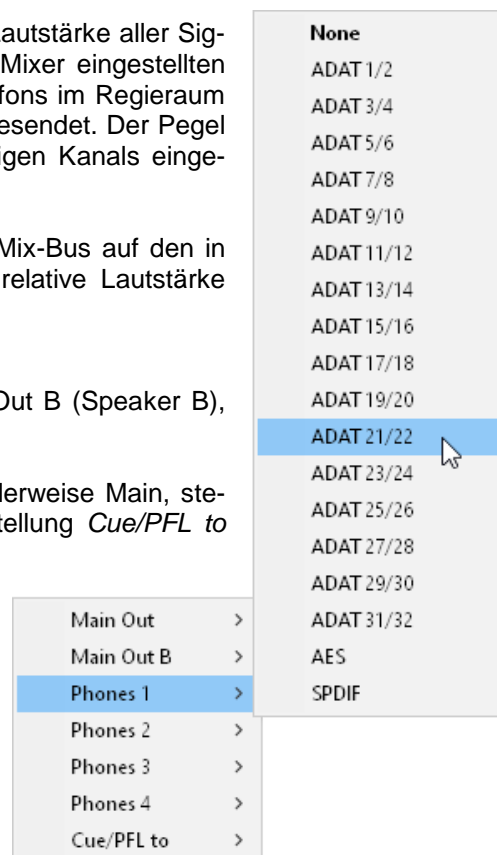 autstärke aller Sig-
Mixer eingestellten
fons im Regieraum
esendet. Der Pegel
igen Kanals einge-
Mix-Bus auf den in
relative Lautstärke
Out B (Speaker B),
lerweise Main, ste-
tellung Cue/PFL to
None
ADAT 1/2
ADAT 3/4
ADAT 5/6
ADAT 7/8
ADAT 9/10
ADAT 11/12
ADAT 13/14
ADAT 15/16
ADAT 17/18
ADAT 19/20
ADAT 21/22
ADAT 23/24
ADAT 25/26
ADAT 27/28
ADAT 29/30
ADAT 31/32
AES
SPDIF
Main Out >
Main Out B >
Phones 1 >
Phones 2 >
Phones 3 >
Phones 4 >
Cue/PFL to >